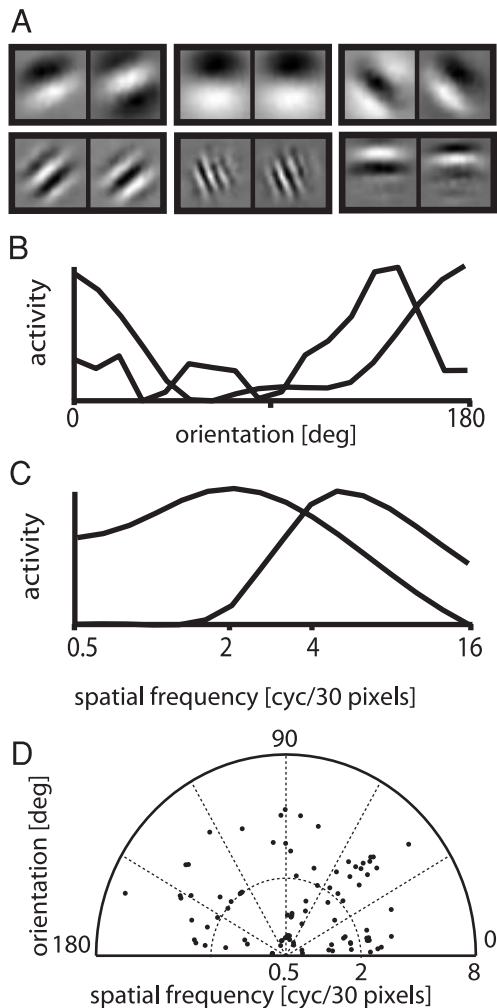 A
B
activity
0
180
orientation [deg]
C
activity
0.5
2
4
16
spatial frequency [cyc/30 pixels]
D
90
orientation [deg]
180
0
0.5
2
8
spatial frequency [cyc/30 pixels]